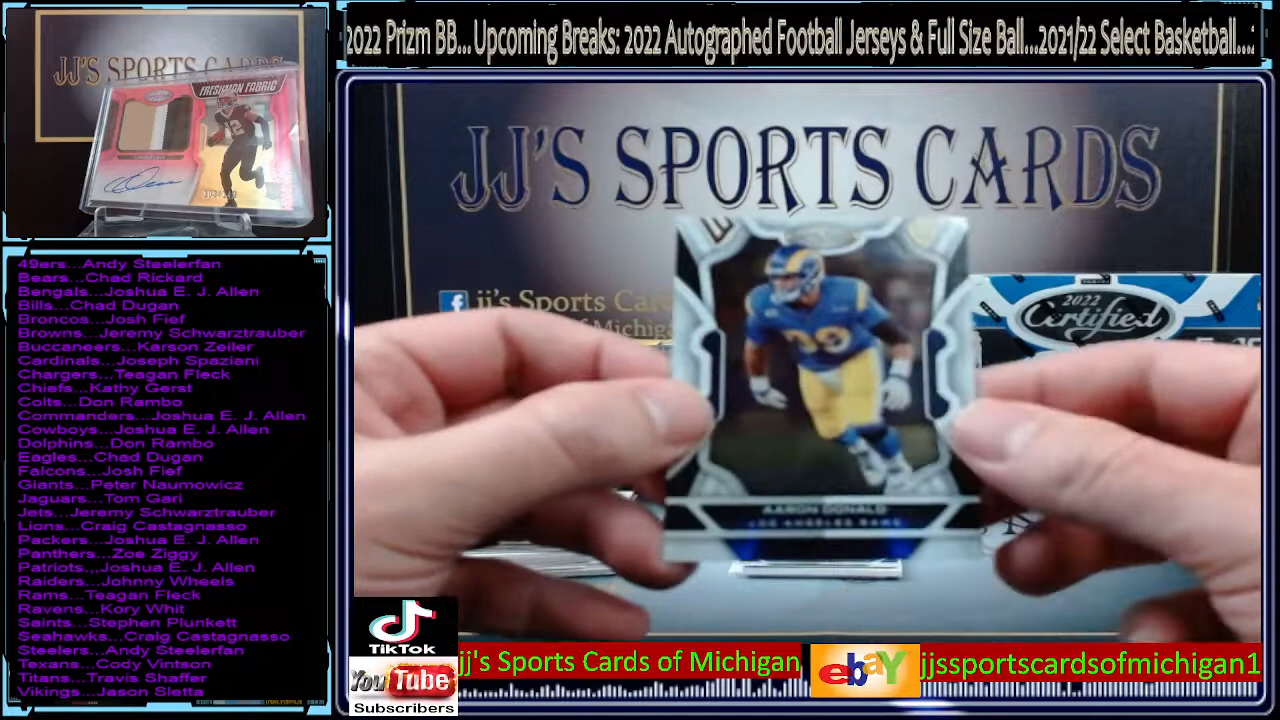 2022 Prizm BB... Upcoming Breaks: 2022 Autographed Football Jerseys & Full Size Ball...2021/22 Select Basketball...
JJ'S SPORTS CARDS
FRESHMAN FABRIC
49ers...Andy Steelerfan
Bears...Chad Rickard
Bengals...Joshua E. J. Allen
Bills...Chad Dugan
Broncos...Josh Fief
Browns...Jeremy Schwarztrauber
Buccaneers...Karson Zeiler
Cardinals...Joseph Spaziani
Chargers...Teagan Fleck
Chiefs...Kathy Gerst
Colts...Don Rambo
Commanders...Joshua E. J. Allen
Cowboys...Joshua E. J. Allen
Dolphins...Don Rambo
Eagles...Chad Dugan
Falcons...Josh Fief
Giants...Peter Naumowicz
Jaguars...Tom Gari
Jets...Jeremy Schwarztrauber
Lions...Craig Castagnasso
Packers...Joshua E. J. Allen
Panthers...Zoe Ziggy
Patriots,,,Joshua E. J. Allen
Raiders...Johnny Wheels
Rams...Teagan Fleck
Ravens...Kory Whit
Saints...Stephen Plunkett
Seahawks...Craig Castagnasso
Steelers...Andy Steelerfan
Texans...Cody Vintson
Titans...Travis Shaffer
Vikings...Jason Sletta
JJ'S SPORTS CARDS
f jj's Sports Car
of Michigan
2022
Certified
99
AARON DONALD
LOS ANGELES RAMS
TikTok
YouTube
Subscribers
jj's Sports Cards of Michigan
ebay
jjssportscardsofmichigan1